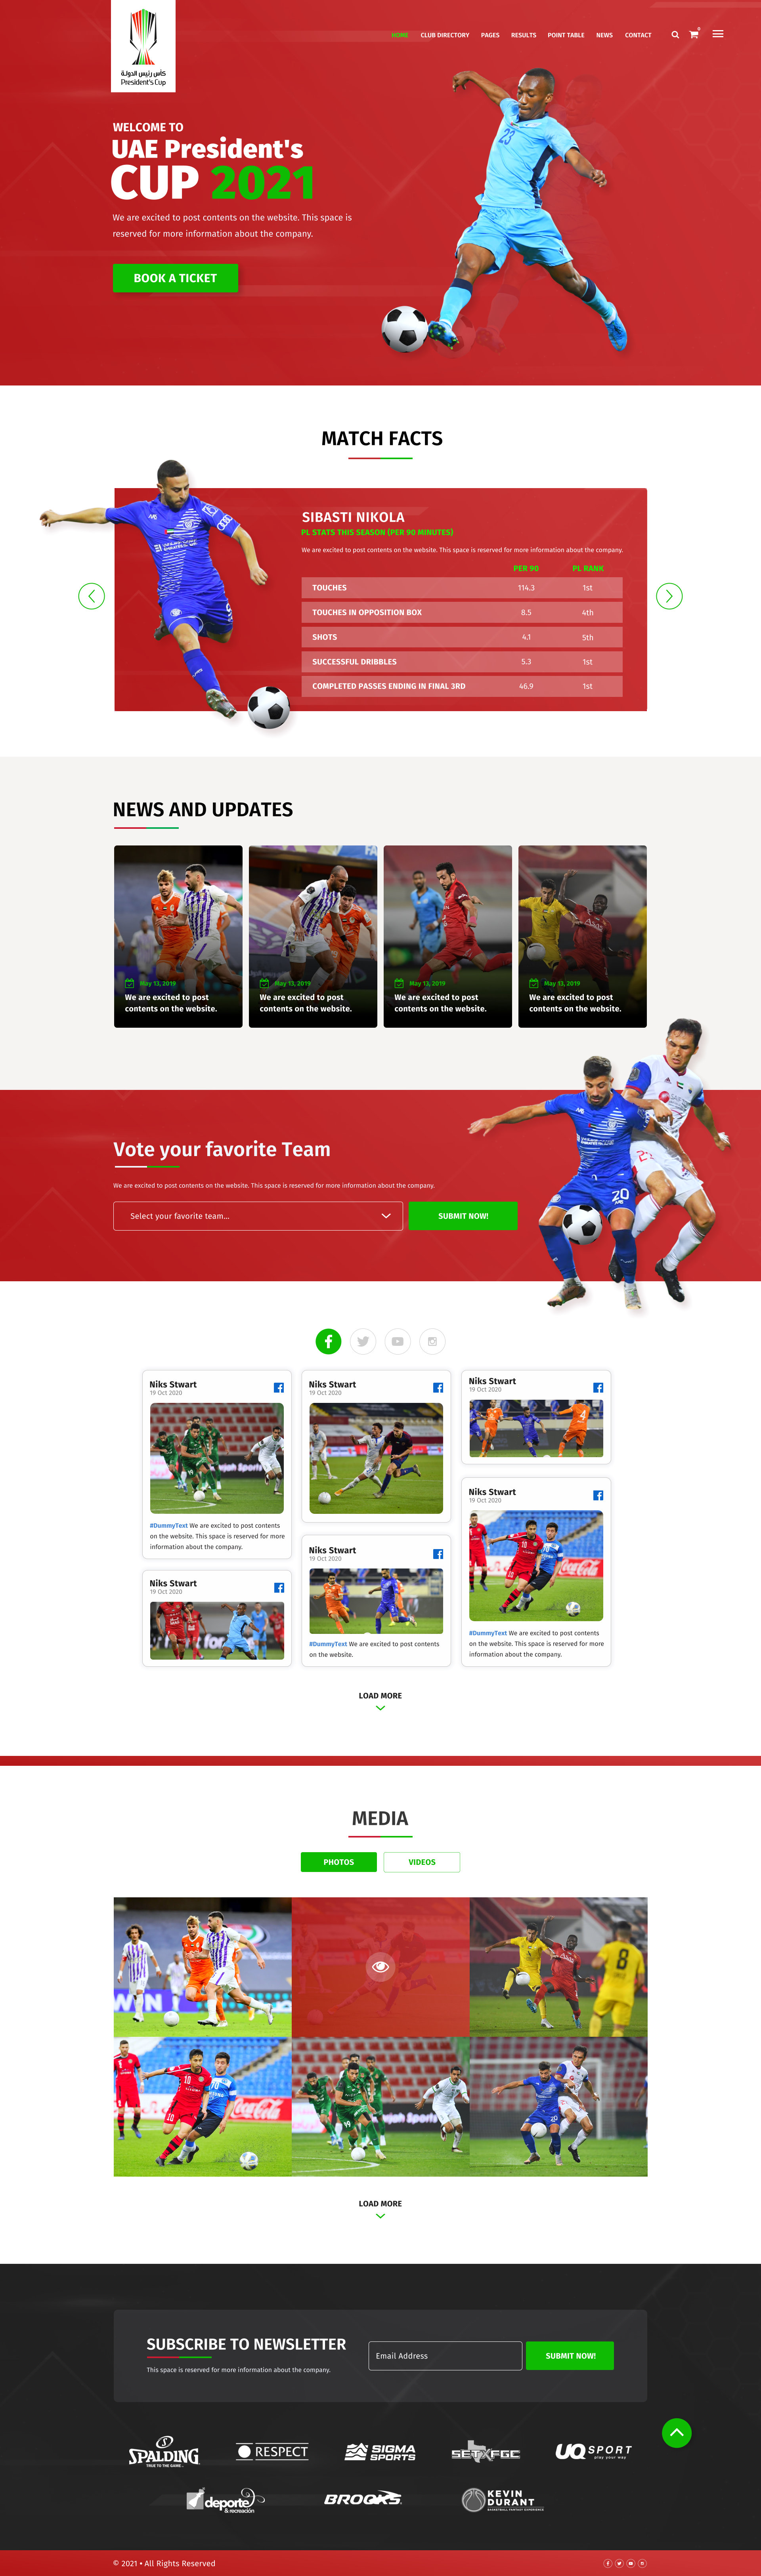 كأس رئيس الدولة
President's Cup
HOME CLUB DIRECTORY PAGES RESULTS POINT TABLE NEWS CONTACT
WELCOME TO
UAE President's
CUP 2021
We are excited to post contents on the website. This space is
reserved for more information about the company.
BOOK A TICKET
23
MATCH FACTS
SIBASTI NIKOLA
PL STATS THIS SEASON (PER 90 MINUTES)
We are excited to post contents on the website. This space is reserved for more information about the company.
PER 90 PL RANK
TOUCHES 114.3 1st
TOUCHES IN OPPOSITION BOX 8.5 4th
SHOTS 4.1 5th
SUCCESSFUL DRIBBLES 5.3 1st
COMPLETED PASSES ENDING IN FINAL 3RD 46.9 1st
NEWS AND UPDATES
May 13, 2019
We are excited to post
contents on the website.
May 13, 2019
We are excited to post
contents on the website.
May 13, 2019
We are excited to post
contents on the website.
May 13, 2019
We are excited to post
contents on the website.
Vote your favorite Team
We are excited to post contents on the website. This space is reserved for more information about the company.
Select your favorite team...
SUBMIT NOW!
20
Niks Stwart
19 Oct 2020
#DummyText We are excited to post contents
on the website. This space is reserved for more
information about the company.
Niks Stwart
19 Oct 2020
Niks Stwart
19 Oct 2020
Niks Stwart
19 Oct 2020
#DummyText We are excited to post contents
on the website.
Niks Stwart
19 Oct 2020
Niks Stwart
19 Oct 2020
Coca-Cola
#DummyText We are excited to post contents
on the website. This space is reserved for more
information about the company.
LOAD MORE
MEDIA
PHOTOS VIDEOS
WIN
8
10
Coca-Cola
LOAD MORE
SUBSCRIBE TO NEWSLETTER
This space is reserved for more information about the company.
Email Address
SUBMIT NOW!
SPALDING
TRUE TO THE GAME
RESPECT
SIGMA
SPORTS
SETXFGC
UQ SPORT
play your way
deporte
& recreación
BROOKS
KEVIN
DURANT
BASKETBALL FANTASY EXPERIENCE
© 2021 • All Rights Reserved